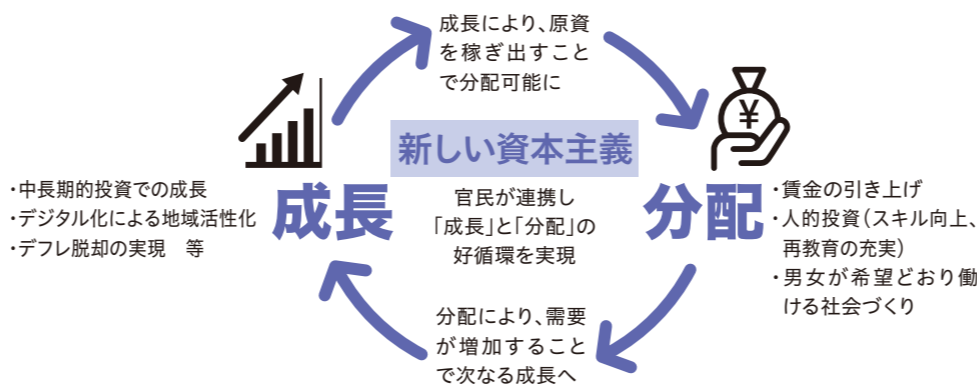 成長により、原資
を稼ぎ出すこと
で分配可能に
新しい資本主義
官民が連携し
「成長」と「分配」の
好循環を実現
成長
・中長期的投資での成長
・デジタル化による地域活性化
・デフレ脱却の実現　等
¥
分配
・賃金の引き上げ
・人的投資（スキル向上、
再教育の充実）
・男女が希望どおり働
ける社会づくり
分配により、需要
が増加すること
で次なる成長へ